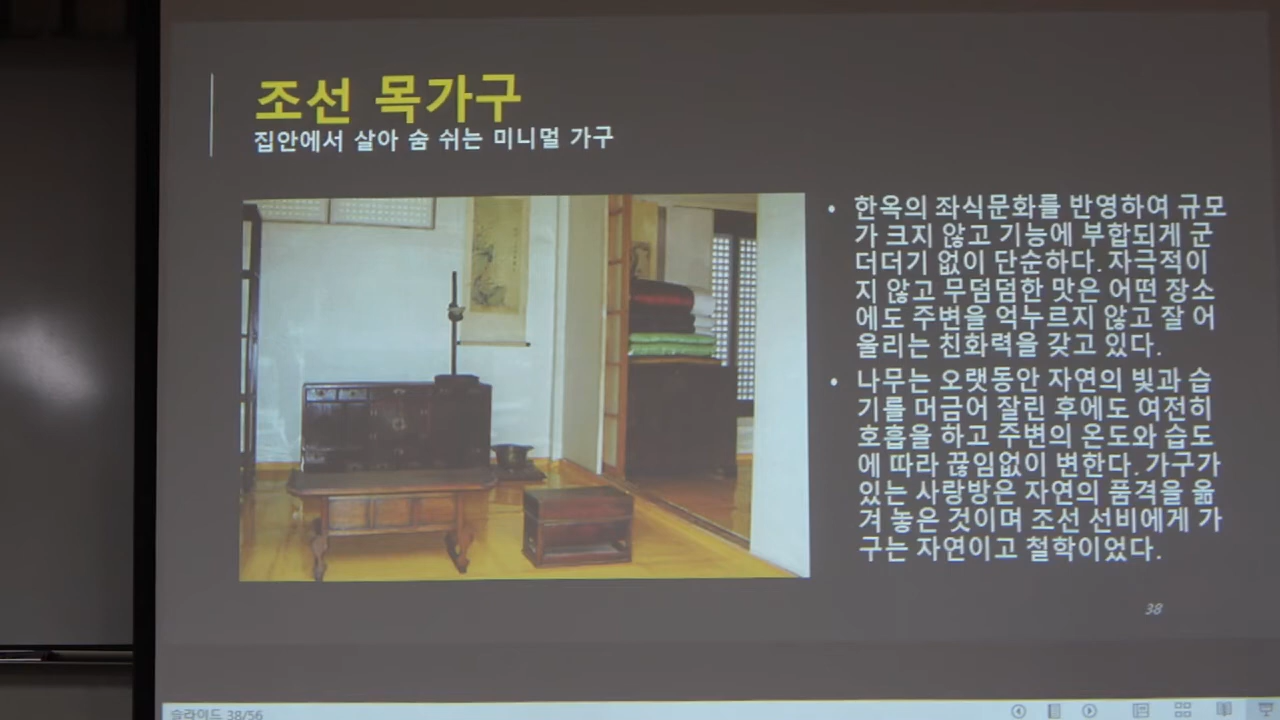 조선 목가구
집안에서 살아 숨 쉬는 미니멀 가구
• 한옥의 좌식문화를 반영하여 규모
가 크지 않고 기능에 부합되게 군
더더기 없이 단순하다. 자극적이
지 않고 무덤덤한 맛은 어떤 장소
에도 주변을 억누르지 않고 잘 어
울리는 친화력을 갖고 있다.
• 나무는 오랫동안 자연의 빛과 습
기를 머금어 잘린 후에도 여전히
호흡을 하고 주변의 온도와 습도
에 따라 끊임없이 변한다. 가구가
있는 사랑방은 자연의 품격을 옮
겨 놓은 것이며 조선 선비에게 가
구는 자연이고 철학이었다.
38
슬라이드 38/56